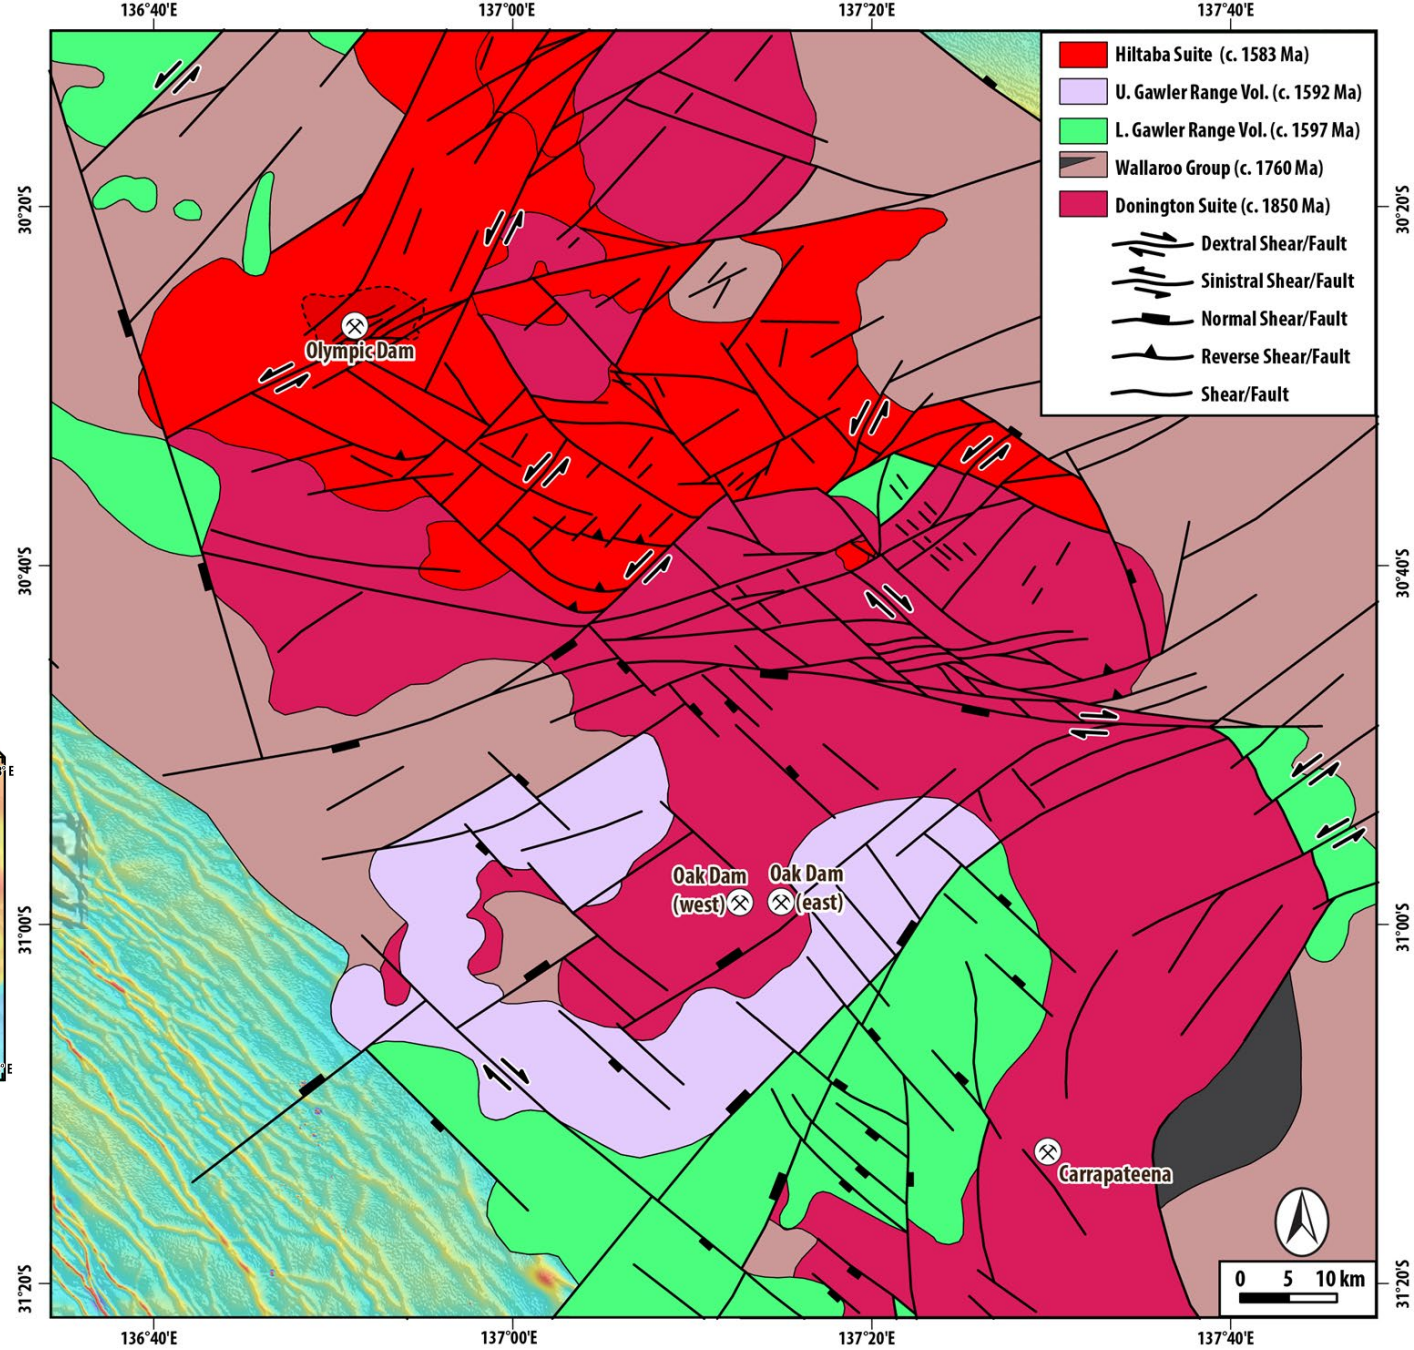 136°40'E
137°00'E
137°20'E
137°40'E
Hiltaba Suite (c. 1583 Ma)
U. Gawler Range Vol. (c. 1592 Ma)
L. Gawler Range Vol. (c. 1597 Ma)
Wallaroo Group (c. 1760 Ma)
Donington Suite (c. 1850 Ma)
Dextral Shear/Fault
Sinistral Shear/Fault
Normal Shear/Fault
Reverse Shear/Fault
Shear/Fault
30°20'S
30°20'S
Olympic Dam
30°40'S
30°40'S
Oak Dam
(west)
Oak Dam
(east)
31°00'S
31°00'S
Carrapateena
31°20'S
31°20'S
0 5 10 km
136°40'E
137°00'E
137°20'E
137°40'E